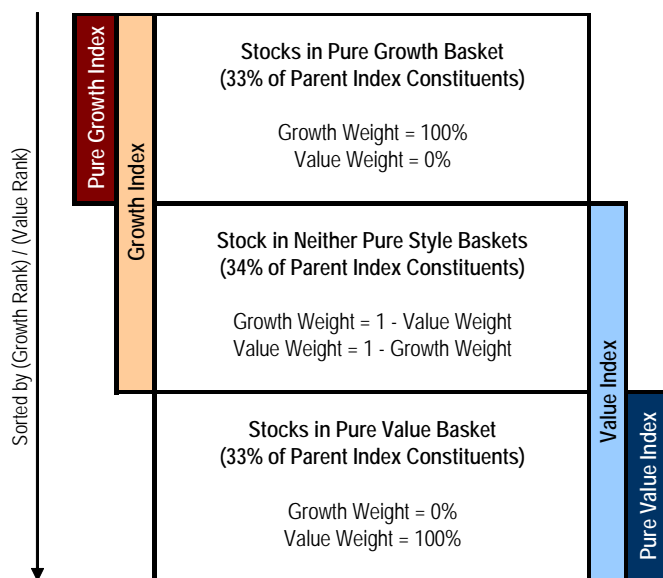 Sorted by (Growth Rank) / (Value Rank)
Pure Growth Index
Growth Index
Stocks in Pure Growth Basket
(33% of Parent Index Constituents)
Growth Weight = 100%
Value Weight = 0%
Stock in Neither Pure Style Baskets
(34% of Parent Index Constituents)
Growth Weight = 1 - Value Weight
Value Weight = 1 - Growth Weight
Stocks in Pure Value Basket
(33% of Parent Index Constituents)
Growth Weight = 0%
Value Weight = 100%
Value Index
Pure Value Index